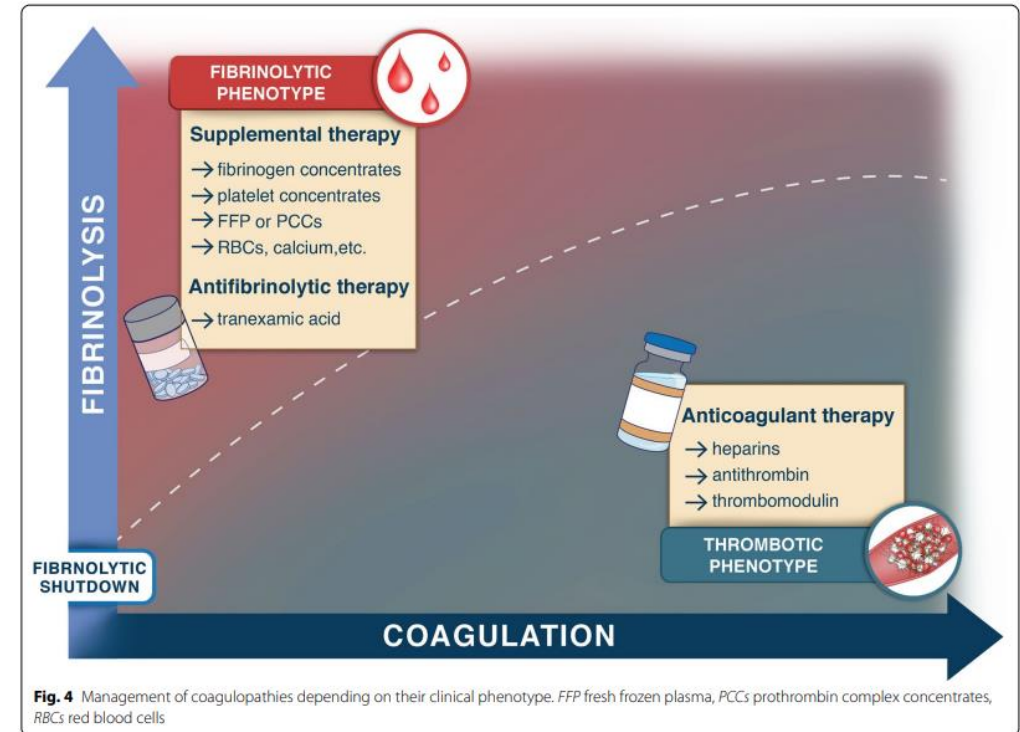 FIBRINOLYTIC
PHENOTYPE
Supplemental therapy
→ fibrinogen concentrates
→ platelet concentrates
→ FFP or PCCs
→ RBCs, calcium,etc.
Antifibrinolytic therapy
→ tranexamic acid
FIBRINOLYSIS
Anticoagulant therapy
→ heparins
→ antithrombin
→ thrombomodulin
THROMBOTIC
PHENOTYPE
FIBRNOLYTIC
SHUTDOWN
COAGULATION
Fig. 4 Management of coagulopathies depending on their clinical phenotype. FFP fresh frozen plasma, PCCs prothrombin complex concentrates,
RBCs red blood cells